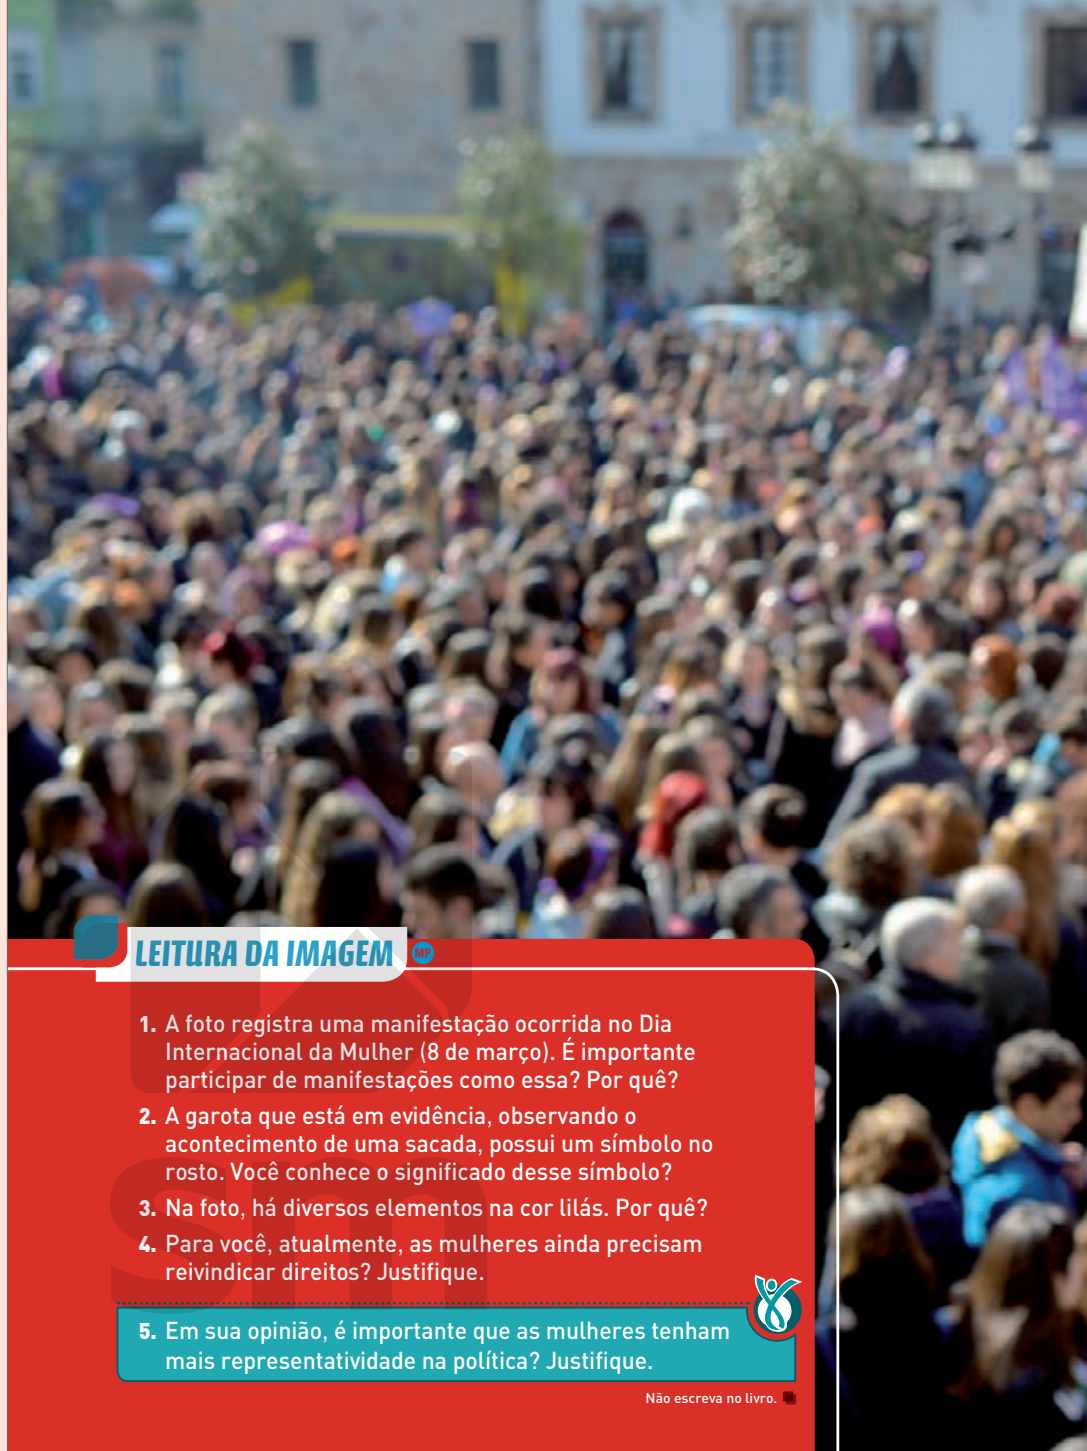 LEITURA DA IMAGEM MP
1. A foto registra uma manifestação ocorrida no Dia
Internacional da Mulher (8 de março). É importante
participar de manifestações como essa? Por quê?
2. A garota que está em evidência, observando o
acontecimento de uma sacada, possui um símbolo no
rosto. Você conhece o significado desse símbolo?
3. Na foto, há diversos elementos na cor lilás. Por quê?
4. Para você, atualmente, as mulheres ainda precisam
reivindicar direitos? Justifique.
5. Em sua opinião, é importante que as mulheres tenham
mais representatividade na política? Justifique.
Não escreva no livro.
sm